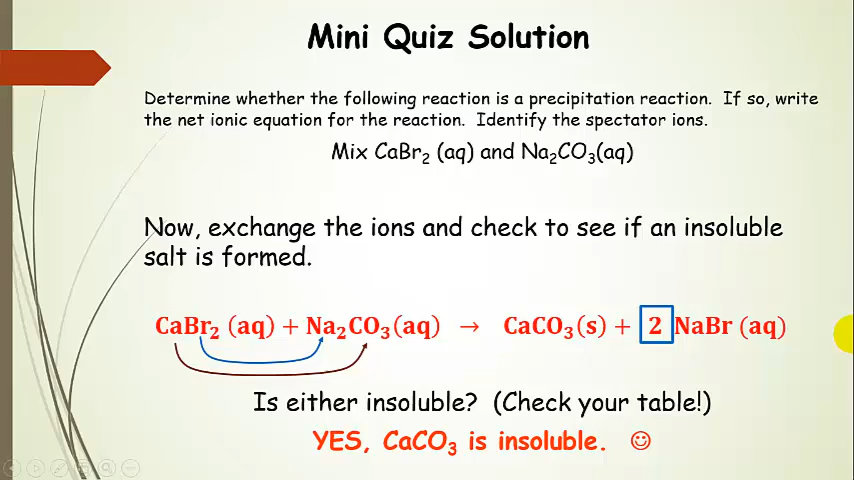 Mini Quiz Solution
Determine whether the following reaction is a precipitation reaction. If so, write
the net ionic equation for the reaction. Identify the spectator ions.
Mix CaBr₂ (aq) and Na₂CO₃(aq)
Now, exchange the ions and check to see if an insoluble
salt is formed.
CaBr₂ (aq) + Na₂CO₃(aq) → CaCO₃(s) + 2 NaBr (aq)
Is either insoluble? (Check your table!)
YES, CaCO₃ is insoluble. ☺